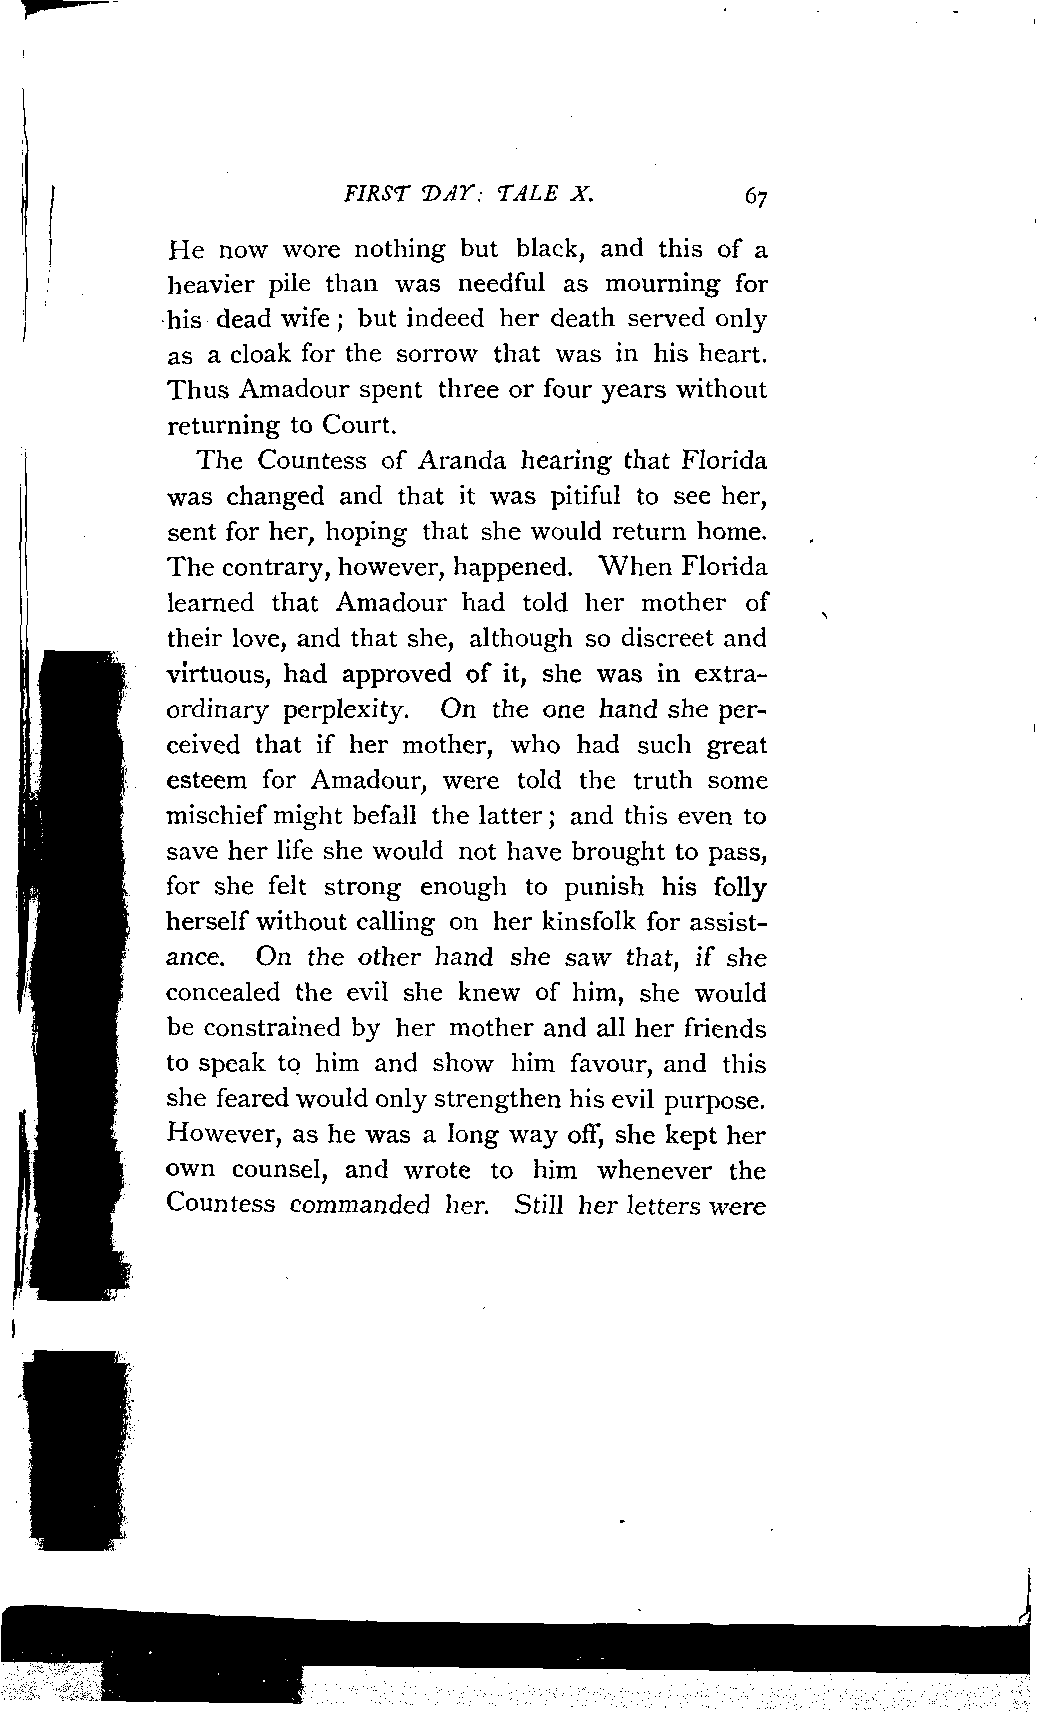 FIRST DAY: TALE X. 67
He now wore nothing but black, and this of a
heavier pile than was needful as mourning for
his dead wife; but indeed her death served only
as a cloak for the sorrow that was in his heart.
Thus Amadour spent three or four years without
returning to Court.
The Countess of Aranda hearing that Florida
was changed and that it was pitiful to see her,
sent for her, hoping that she would return home.
The contrary, however, happened. When Florida
learned that Amadour had told her mother of
their love, and that she, although so discreet and
virtuous, had approved of it, she was in extra-
ordinary perplexity. On the one hand she per-
ceived that if her mother, who had such great
esteem for Amadour, were told the truth some
mischief might befall the latter; and this even to
save her life she would not have brought to pass,
for she felt strong enough to punish his folly
herself without calling on her kinsfolk for assist-
ance. On the other hand she saw that, if she
concealed the evil she knew of him, she would
be constrained by her mother and all her friends
to speak to him and show him favour, and this
she feared would only strengthen his evil purpose.
However, as he was a long way off, she kept her
own counsel, and wrote to him whenever the
Countess commanded her. Still her letters were